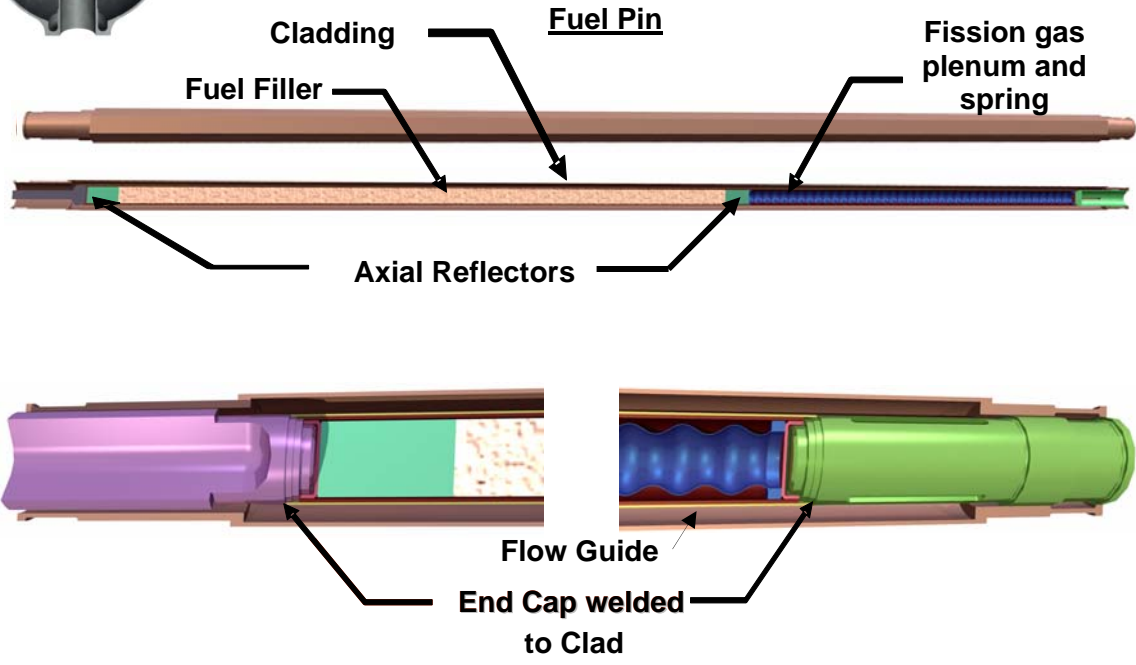 Fuel Pin
Cladding
Fuel Filler
Fission gas
plenum and
spring
Axial Reflectors
Flow Guide
End Cap welded
to Clad